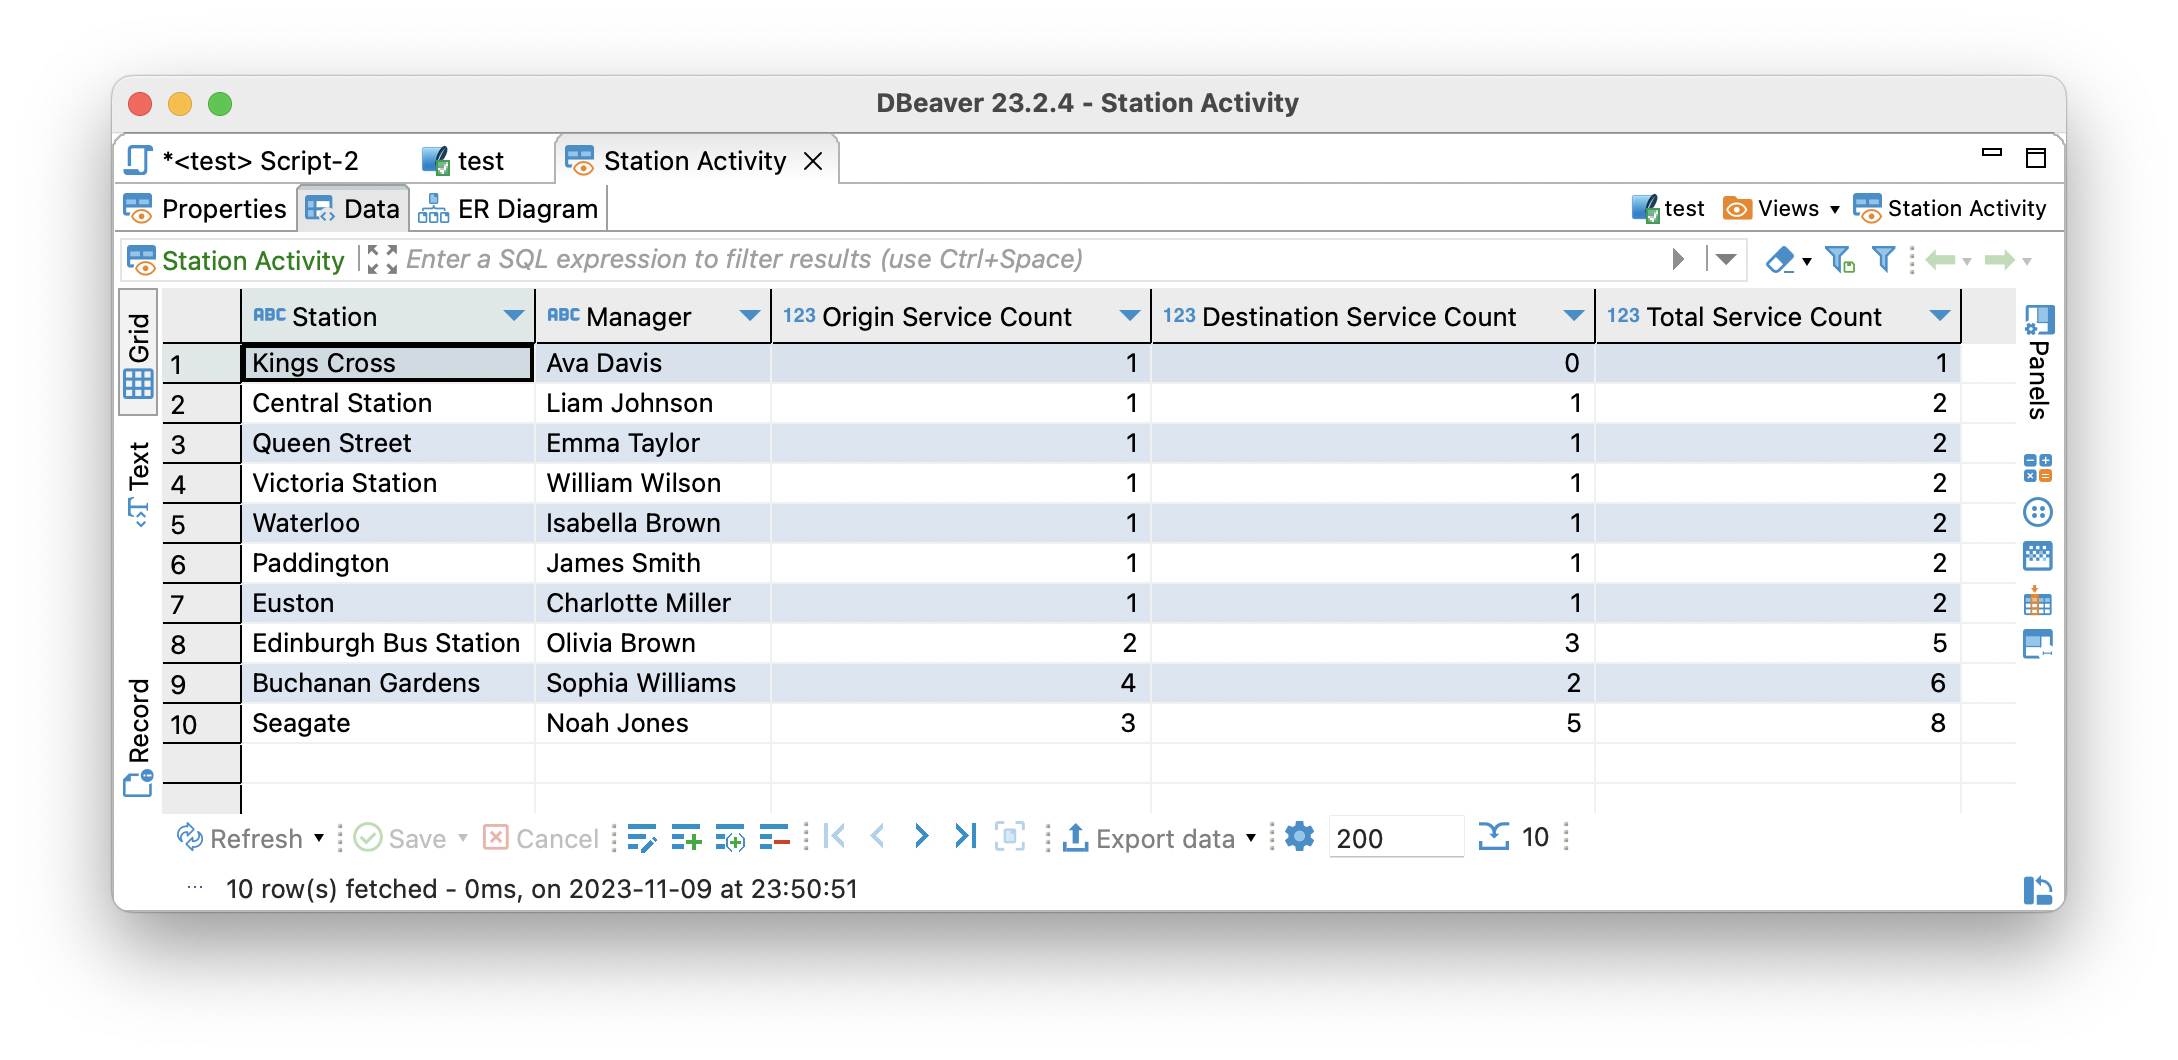 DBeaver 23.2.4 - Station Activity
*<test> Script-2 test Station Activity
Properties Data ER Diagram test Views Station Activity
Station Activity Enter a SQL expression to filter results (use Ctrl+Space)
Grid
Text
Record
ABC Station ABC Manager 123 Origin Service Count 123 Destination Service Count 123 Total Service Count
1 Kings Cross Ava Davis 1 0 1
2 Central Station Liam Johnson 1 1 2
3 Queen Street Emma Taylor 1 1 2
4 Victoria Station William Wilson 1 1 2
5 Waterloo Isabella Brown 1 1 2
6 Paddington James Smith 1 1 2
7 Euston Charlotte Miller 1 1 2
8 Edinburgh Bus Station Olivia Brown 2 3 5
9 Buchanan Gardens Sophia Williams 4 2 6
10 Seagate Noah Jones 3 5 8
Panels
Refresh Save Cancel Export data 200 10
... 10 row(s) fetched - 0ms, on 2023-11-09 at 23:50:51